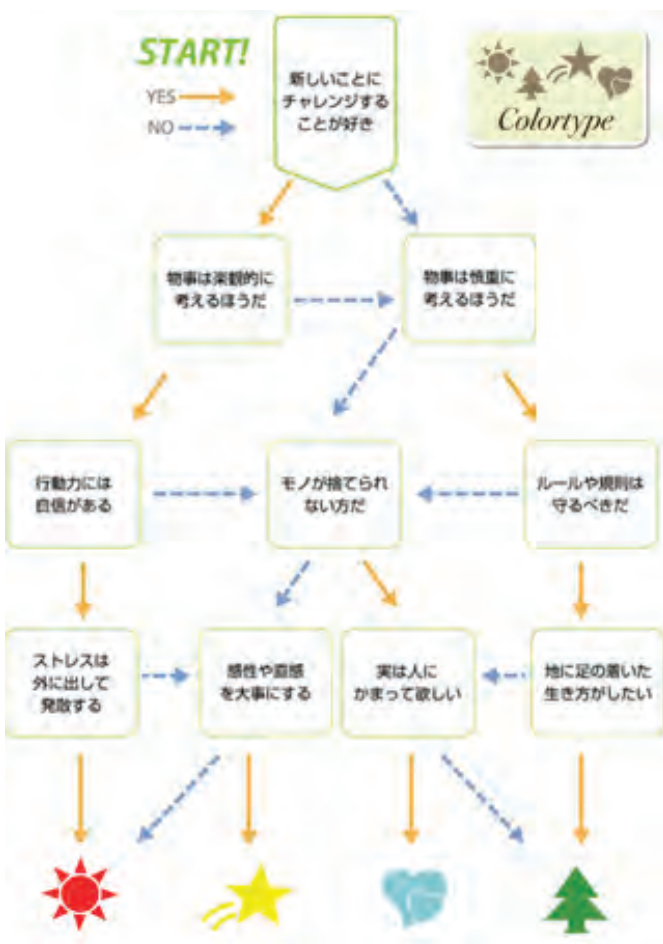 START!
YES
NO
新しいことに
チャレンジする
ことが好き
Colortype
物事は楽観的に
考えるほうだ
物事は慎重に
考えるほうだ
行動力には
自信がある
モノが捨てられ
ない方だ
ルールや規則は
守るべきだ
ストレスは
外に出して
発散する
感性や直感
を大事にする
実は人に
かまって欲しい
地に足の着いた
生き方がしたい